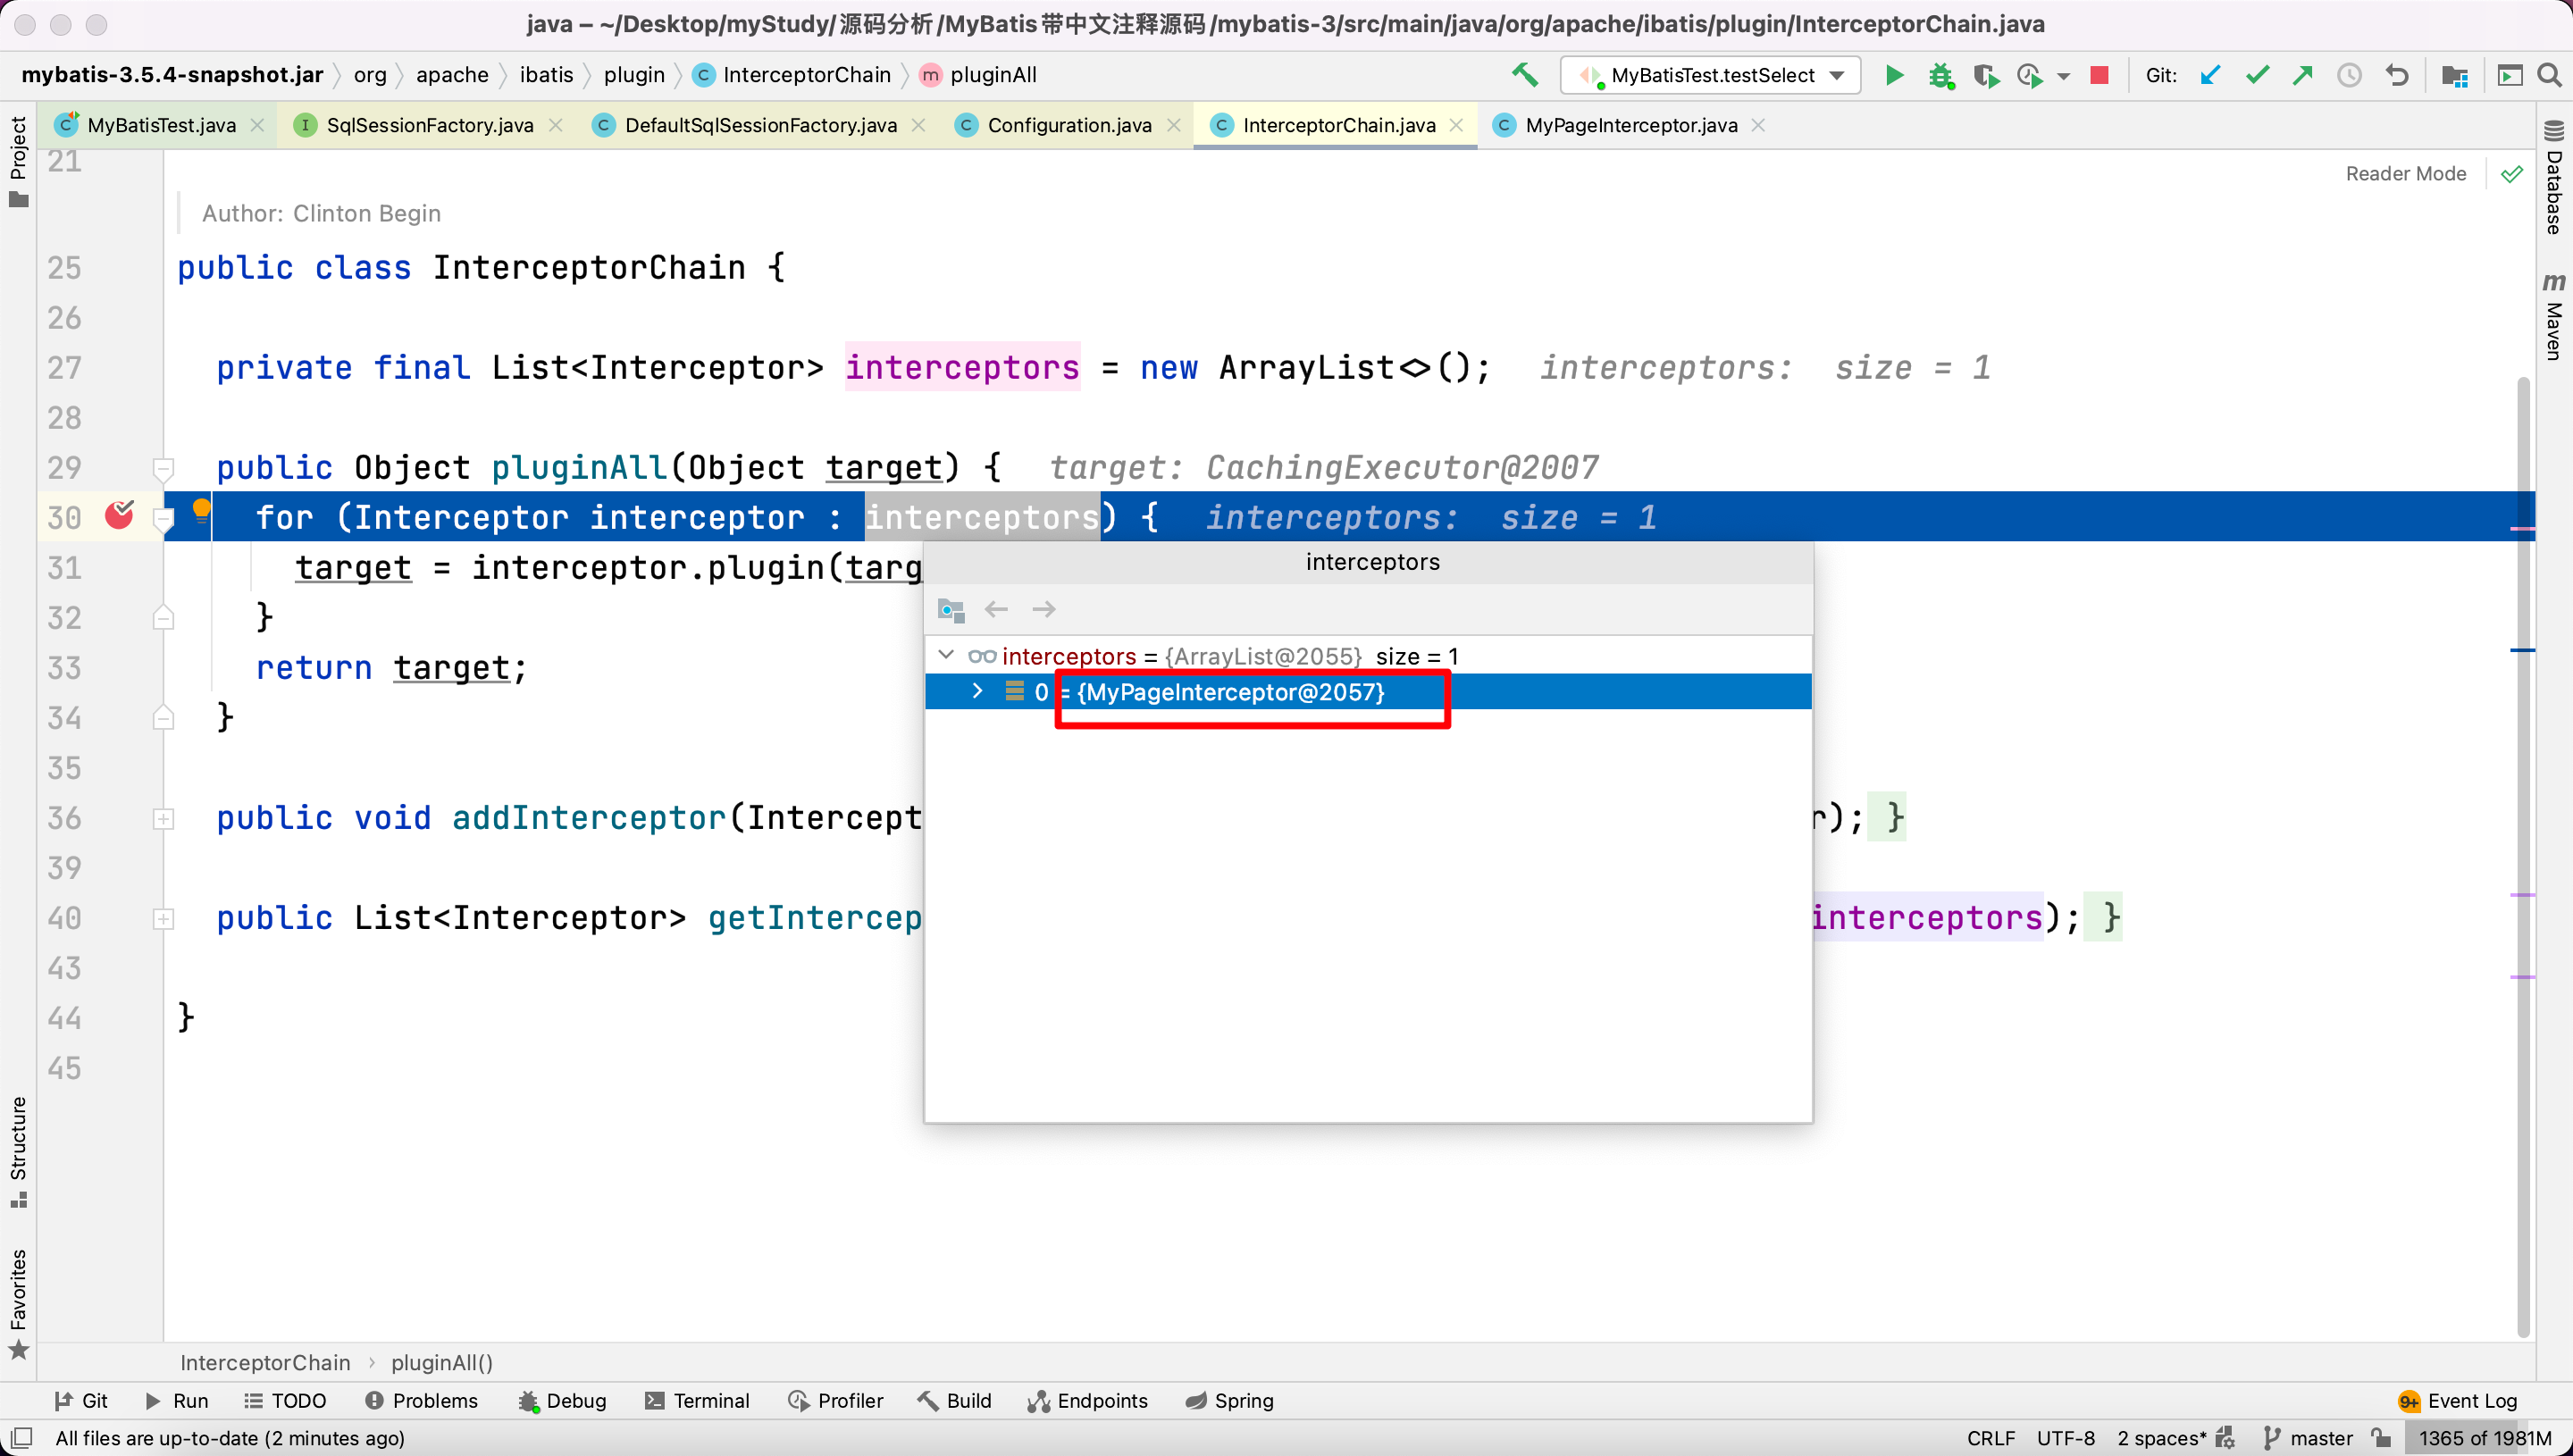 java – ~/Desktop/myStudy/源码分析/MyBatis带中文注释源码/mybatis-3/src/main/java/org/apache/ibatis/plugin/InterceptorChain.java
mybatis-3.5.4-snapshot.jar org apache ibatis plugin C InterceptorChain m pluginAll MyBatisTest.testSelect Git:
C MyBatisTest.java I SqlSessionFactory.java C DefaultSqlSessionFactory.java C Configuration.java C InterceptorChain.java C MyPageInterceptor.java
Project
Structure
Favorites
Database
m Maven
Reader Mode
21
Author: Clinton Begin
25 public class InterceptorChain {
26
27 private final List<Interceptor> interceptors = new ArrayList<>(); interceptors: size = 1
28
29 public Object pluginAll(Object target) { target: CachingExecutor@2007
30 for (Interceptor interceptor : interceptors) { interceptors: size = 1
31 target = interceptor.plugin(targ
32 }
33 return target;
34 }
35
36 public void addInterceptor(Intercept r); }
39
40 public List<Interceptor> getIntercep interceptors); }
43
44 }
45
interceptors
interceptors = {ArrayList@2055} size = 1
0 = {MyPageInterceptor@2057}
InterceptorChain › pluginAll()
Git Run TODO Problems Debug Terminal Profiler Build Endpoints Spring 9+ Event Log
All files are up-to-date (2 minutes ago) CRLF UTF-8 2 spaces* master 1365 of 1981M